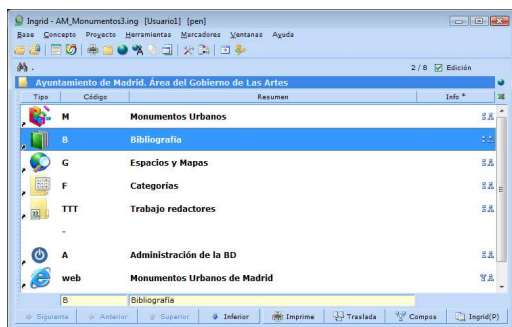 Ingrid - AM_Monumentos3.ing [Usuario1] [pen]
Base Concepto Proyecto Herramientas Marcadores Ventanas Ayuda
. 2 / 8 Edición
Ayuntamiento de Madrid. Área del Gobierno de Las Artes
Tipo Código Resumen Info *
M Monumentos Urbanos
B Bibliografía
G Espacios y Mapas
F Categorías
TTT Trabajo redactores
-
A Administración de la BD
web Monumentos Urbanos de Madrid
B Bibliografía
Siguiente Anterior Superior Inferior Imprime Traslada Compos Ingrid(P)